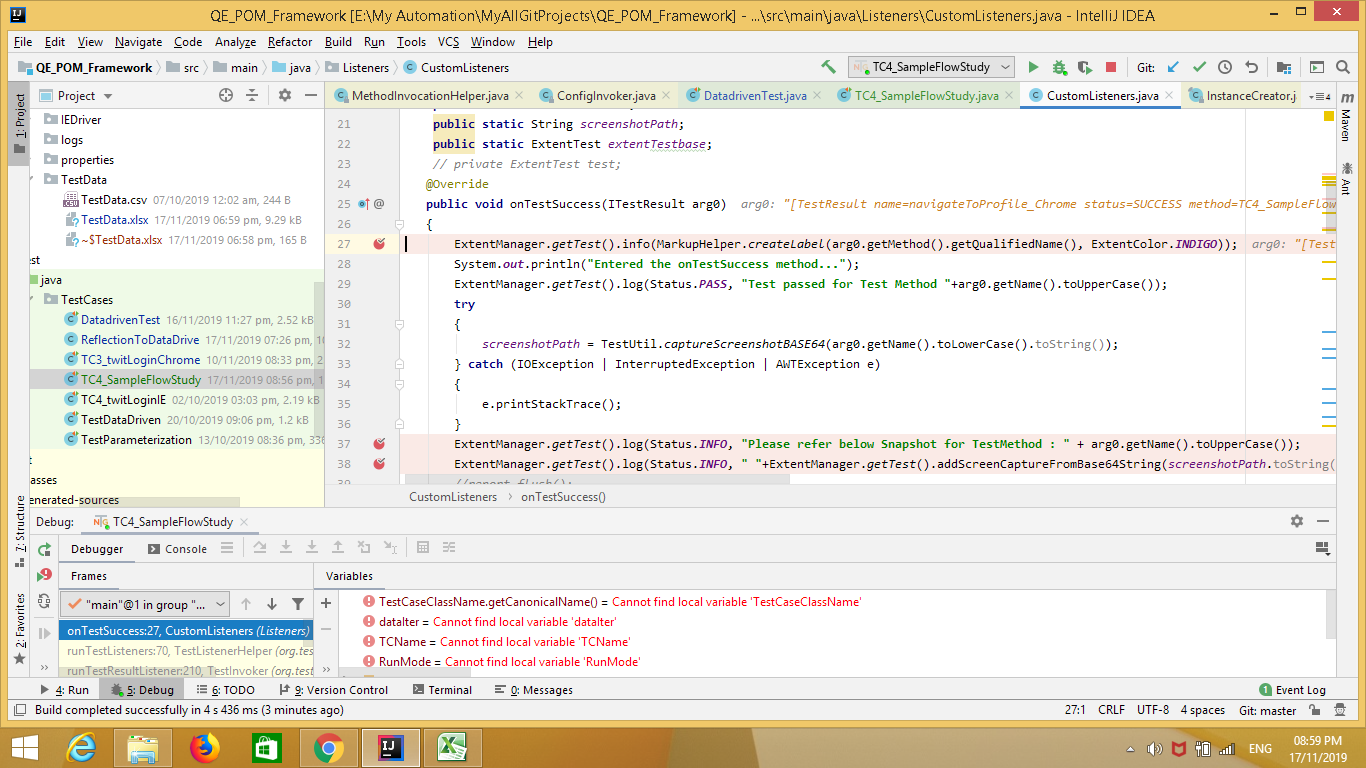 QE_POM_Framework [E:\My Automation\MyAllGitProjects\QE_POM_Framework] - ...\src\main\java\Listeners\CustomListeners.java - IntelliJ IDEA
File Edit View Navigate Code Analyze Refactor Build Run Tools VCS Window Help
QE_POM_Framework src main java Listeners CustomListeners TC4_SampleFlowStudy Git:
1: Project
Project
MethodInvocationHelper.java ConfigInvoker.java DatadrivenTest.java TC4_SampleFlowStudy.java CustomListeners.java InstanceCreator.j 4
IEDriver
logs
properties
TestData
TestData.csv 07/10/2019 12:02 am, 244 B
TestData.xlsx 17/11/2019 06:59 pm, 9.29 kB
~$TestData.xlsx 17/11/2019 06:58 pm, 165 B
est
java
TestCases
DatadrivenTest 16/11/2019 11:27 pm, 2.52 kB
ReflectionToDataDrive 17/11/2019 07:26 pm, 10
TC3_twitLoginChrome 10/11/2019 08:33 pm, 2
TC4_SampleFlowStudy 17/11/2019 08:56 pm, 1
TC4_twitLoginIE 02/10/2019 03:03 pm, 2.19 kB
TestDataDriven 20/10/2019 09:06 pm, 1.2 kB
TestParameterization 13/10/2019 08:36 pm, 336
t
asses
enerated-sources
21 public static String screenshotPath;
22 public static ExtentTest extentTestbase;
23 // private ExtentTest test;
24 @Override
25 @ public void onTestSuccess(ITestResult arg0) arg0: "[TestResult name=navigateToProfile_Chrome status=SUCCESS method=TC4_SampleFlow
26 {
27 ExtentManager.getTest().info(MarkupHelper.createLabel(arg0.getMethod().getQualifiedName(), ExtentColor.INDIGO)); arg0: "[Test
28 System.out.println("Entered the onTestSuccess method...");
29 ExtentManager.getTest().log(Status.PASS, "Test passed for Test Method "+arg0.getName().toUpperCase());
30 try
31 {
32 screenshotPath = TestUtil.captureScreenshotBASE64(arg0.getName().toLowerCase().toString());
33 } catch (IOException | InterruptedException | AWTException e)
34 {
35 e.printStackTrace();
36 }
37 ExtentManager.getTest().log(Status.INFO, "Please refer below Snapshot for TestMethod : " + arg0.getName().toUpperCase());
38 ExtentManager.getTest().log(Status.INFO, " "+ExtentManager.getTest().addScreenCaptureFromBase64String(screenshotPath.toString(
39 //report.flush();
CustomListeners onTestSuccess()
Maven
Ant
7: Structure
2: Favorites
Debug: TC4_SampleFlowStudy
Debugger Console
Frames Variables
"main"@1 in group "...
onTestSuccess:27, CustomListeners (Listeners)
runTestListeners:70, TestListenerHelper (org.tes
runTestResultListener:210, TestInvoker (org.test
TestCaseClassName.getCanonicalName() = Cannot find local variable 'TestCaseClassName'
dataIter = Cannot find local variable 'dataIter'
TCName = Cannot find local variable 'TCName'
RunMode = Cannot find local variable 'RunMode'
4: Run 5: Debug 6: TODO 9: Version Control Terminal 0: Messages 1 Event Log
Build completed successfully in 4 s 436 ms (3 minutes ago) 27:1 CRLF UTF-8 4 spaces Git: master
ENG
08:59 PM
17/11/2019